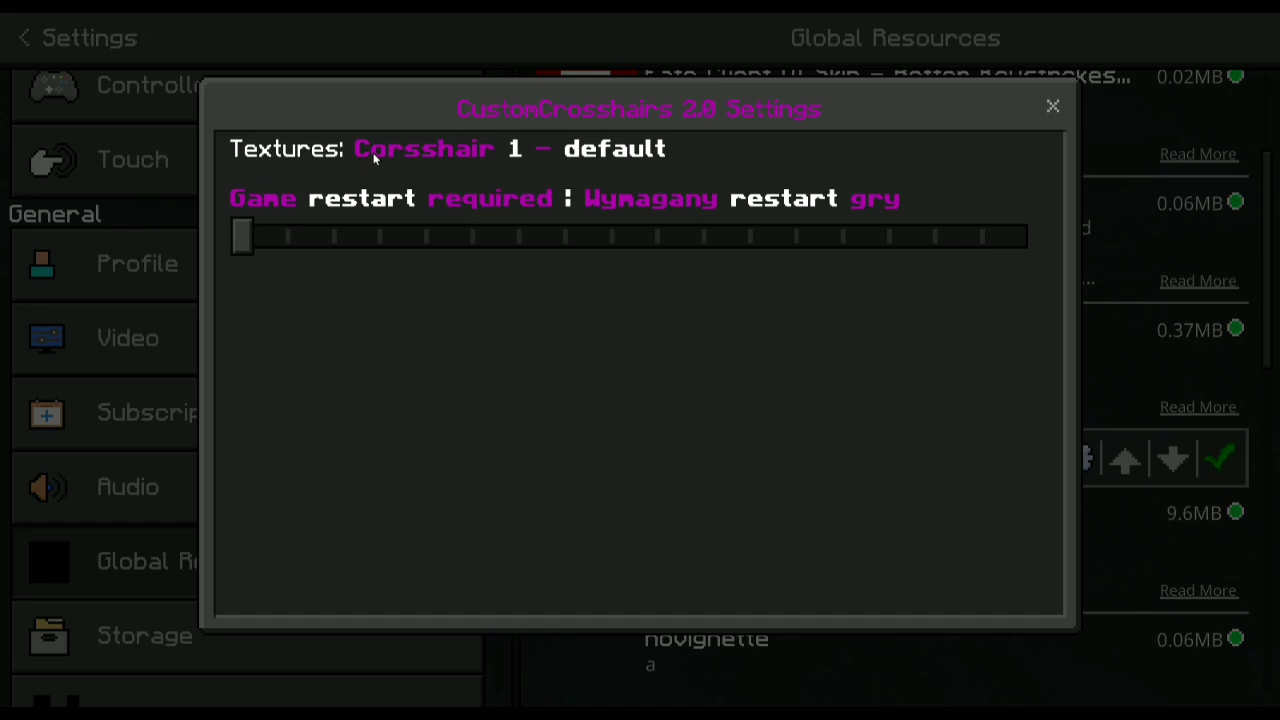 Settings
Global Resources
Touch
General
Profile
Video
Audio
Global
Storage
CustomCrosshairs 2.0 Settings
Textures: Corsshair 1 - default
Game restart required | Wymagany restart gry
0.02MB
Read More
0.06MB
Read More
0.37MB
Read More
9.6MB
Read More
novignette
a
0.06MB